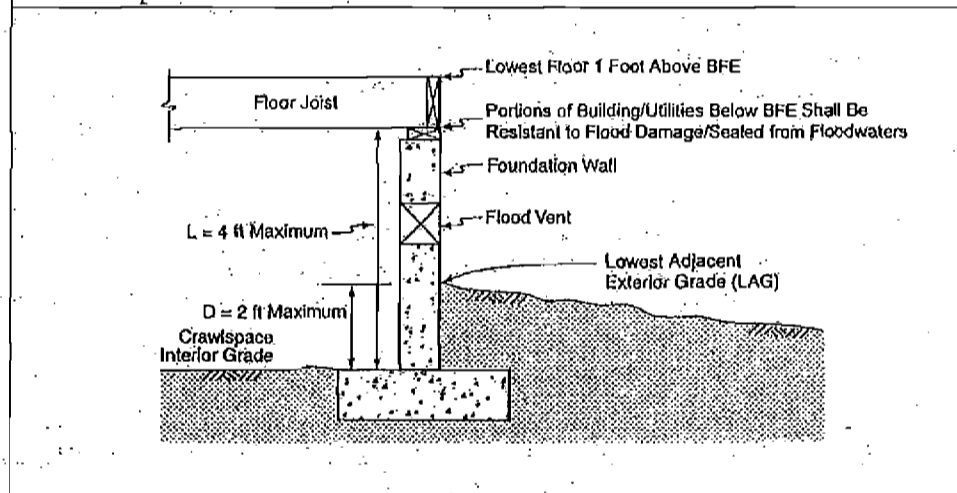 Lowest Floor 1 Foot Above BFE
Floor Joist
Portions of Building/Utilities Below BFE Shall Be
Resistant to Flood Damage/Sealed from Floodwaters
Foundation Wall
Flood Vent
L = 4 ft Maximum
Lowest Adjacent
Exterior Grade (LAG)
D = 2 ft Maximum
Crawlspace
Interior Grade